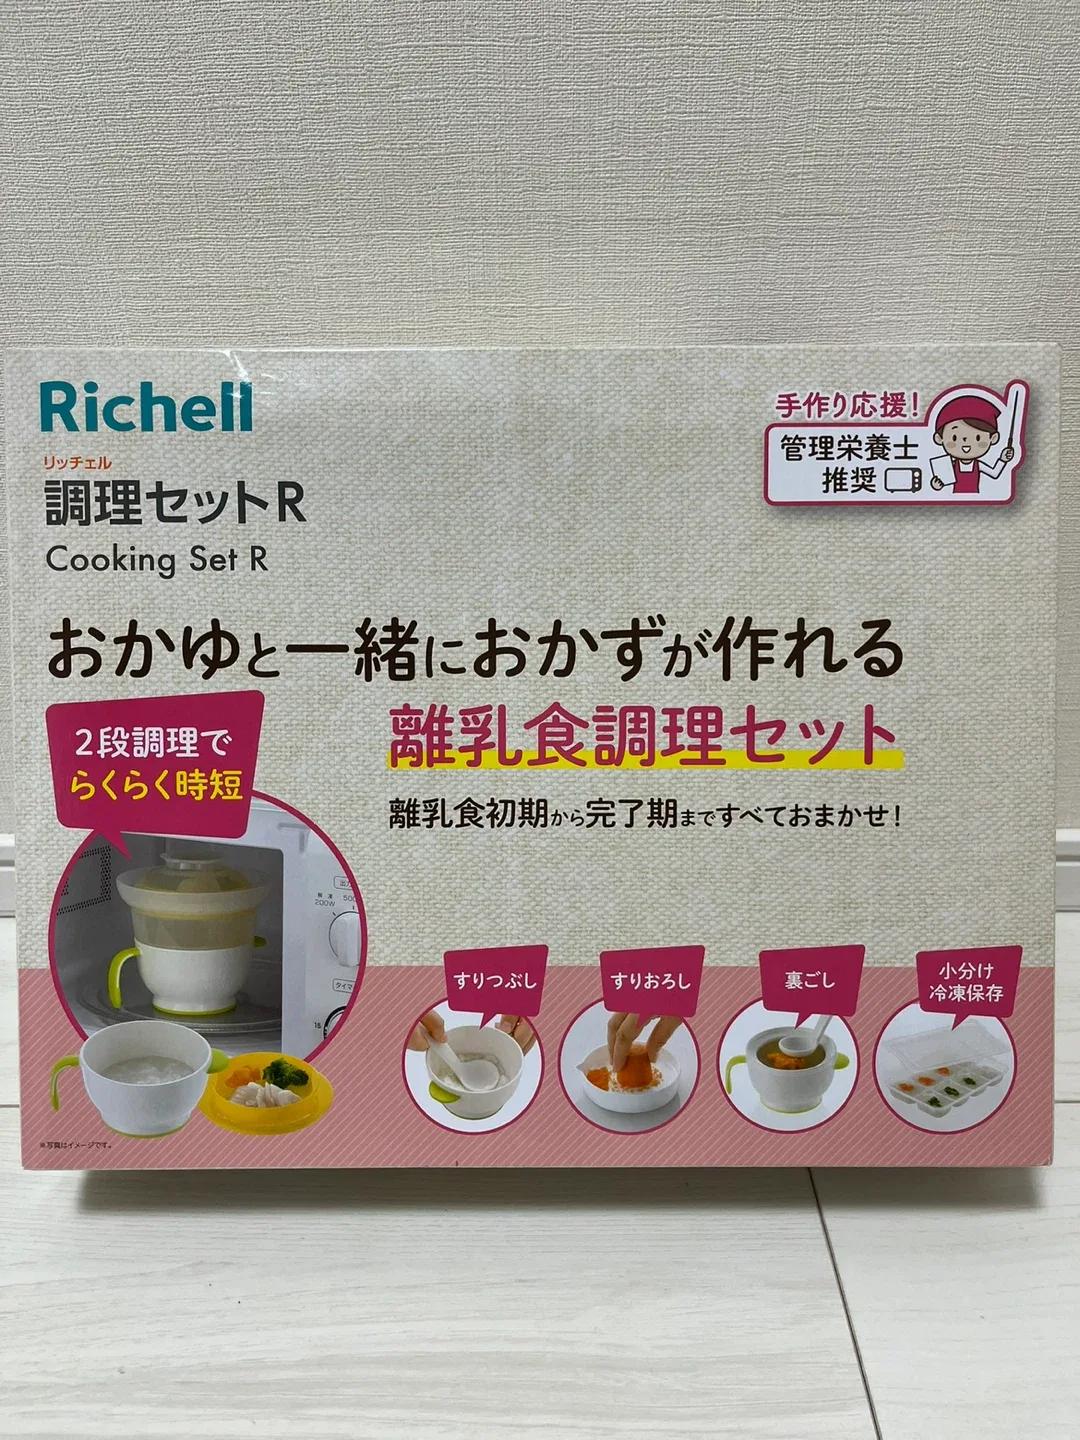 Richell
リッチェル
調理セットR
Cooking Set R
手作り応援!
管理栄養士
推奨
おかゆと一緒におかずが作れる
離乳食調理セット
離乳食初期から完了期まですべておまかせ!
2段調理で
らくらく時短
200W
すりつぶし
すりおろし
裏ごし
小分け
冷凍保存
※写真はイメージです。